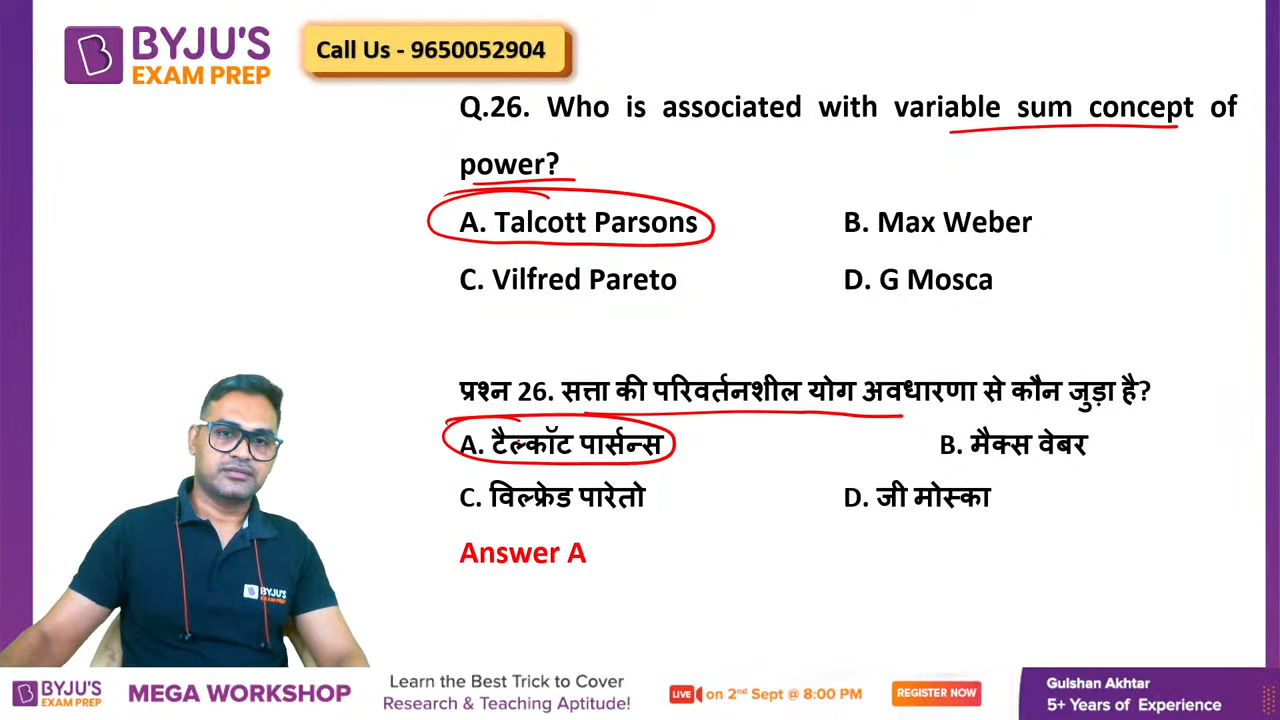 BYJU'S
EXAM PREP
Call Us - 9650052904
Q.26. Who is associated with variable sum concept of
power?
A. Talcott Parsons
B. Max Weber
C. Vilfred Pareto
D. G Mosca
प्रश्न 26. सत्ता की परिवर्तनशील योग अवधारणा से कौन जुड़ा है?
A. टैल्कॉट पार्सन्स
B. मैक्स वेबर
C. विल्फ्रेड पारेतो
D. जी मोस्का
Answer A
BYJU'S
EXAM PREP
BYJU'S
EXAM PREP
MEGA WORKSHOP
Learn the Best Trick to Cover
Research & Teaching Aptitude!
LIVE on 2nd Sept @ 8:00 PM
REGISTER NOW
Gulshan Akhtar
5+ Years of Experience